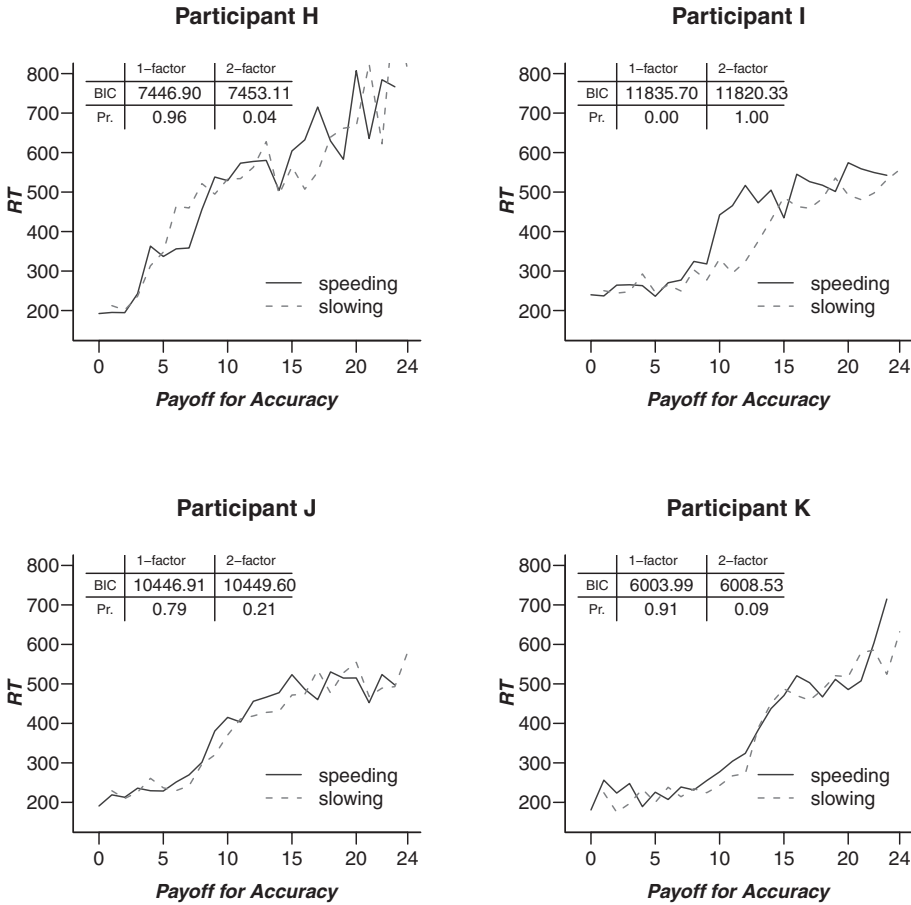 Participant H
1−factor 2−factor
BIC 7446.90 7453.11
Pr. 0.96 0.04
800
700
600
500
400
300
200
RT
speeding
slowing
0 5 10 15 20 24
Payoff for Accuracy
Participant I
1−factor 2−factor
BIC 11835.70 11820.33
Pr. 0.00 1.00
800
700
600
500
400
300
200
RT
speeding
slowing
0 5 10 15 20 24
Payoff for Accuracy
Participant J
1−factor 2−factor
BIC 10446.91 10449.60
Pr. 0.79 0.21
800
700
600
500
400
300
200
RT
speeding
slowing
0 5 10 15 20 24
Payoff for Accuracy
Participant K
1−factor 2−factor
BIC 6003.99 6008.53
Pr. 0.91 0.09
800
700
600
500
400
300
200
RT
speeding
slowing
0 5 10 15 20 24
Payoff for Accuracy